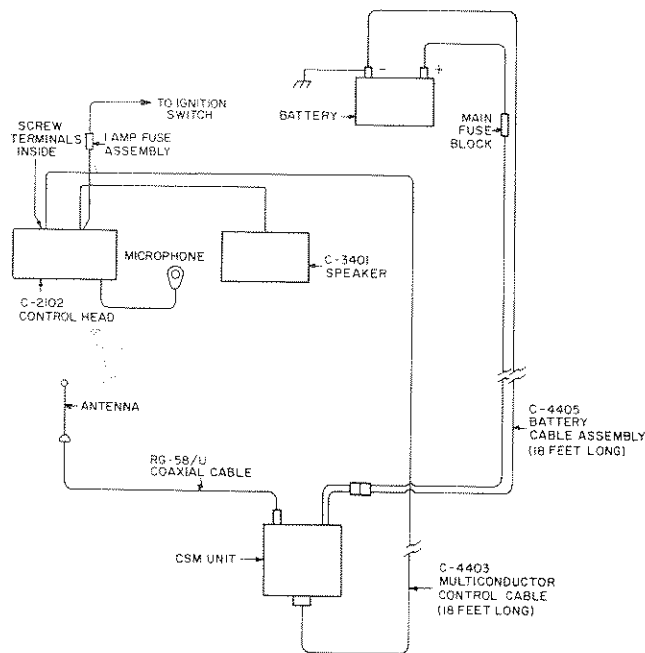 TO IGNITION
SWITCH
SCREW
TERMINALS
INSIDE
1 AMP FUSE
ASSEMBLY
BATTERY
- +
MAIN
FUSE
BLOCK
MICROPHONE
C-3401
SPEAKER
C-2102
CONTROL HEAD
ANTENNA
RG-58/U
COAXIAL CABLE
C-4405
BATTERY
CABLE ASSEMBLY
(18 FEET LONG)
CSM UNIT
C-4403
MULTICONDUCTOR
CONTROL CABLE
(18 FEET LONG)